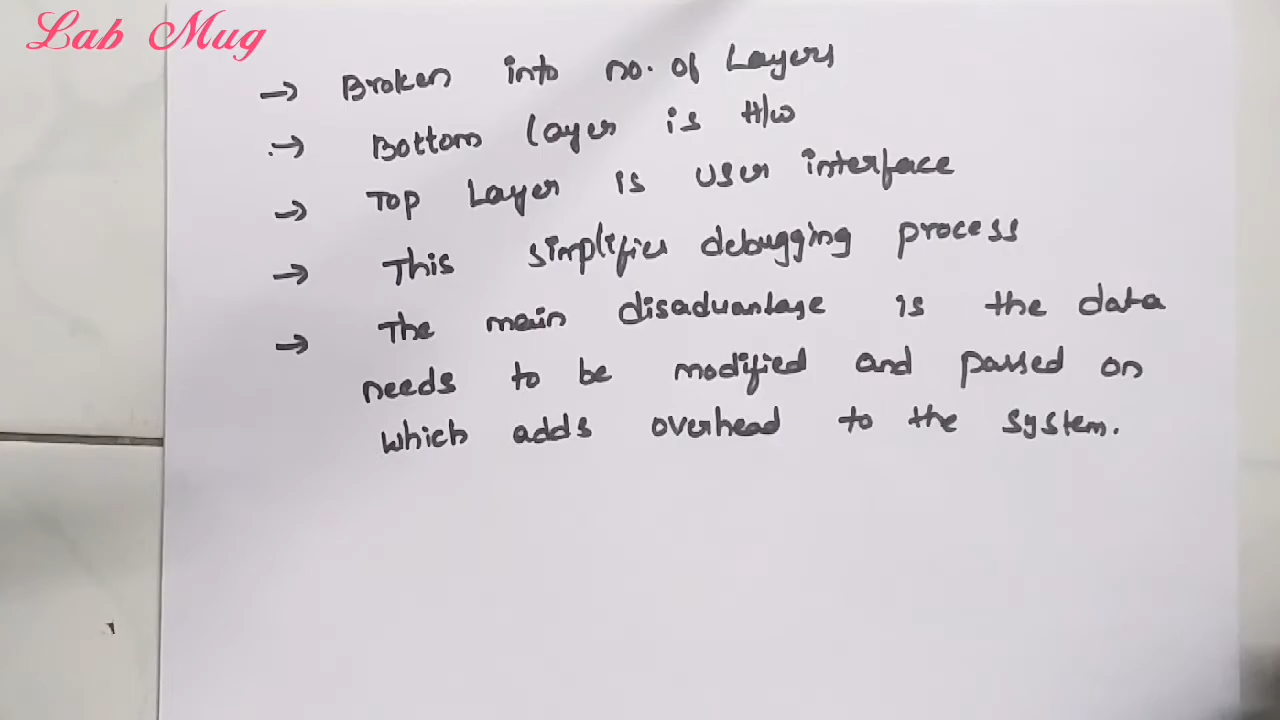 Lab Mug
→ Broken into no. of Layers
→ Bottom layer is H/W
→ Top Layer is user interface
→ This simplifies debugging process
→ The main disadvantage is the data
needs to be modified and passed on
which adds overhead to the system.